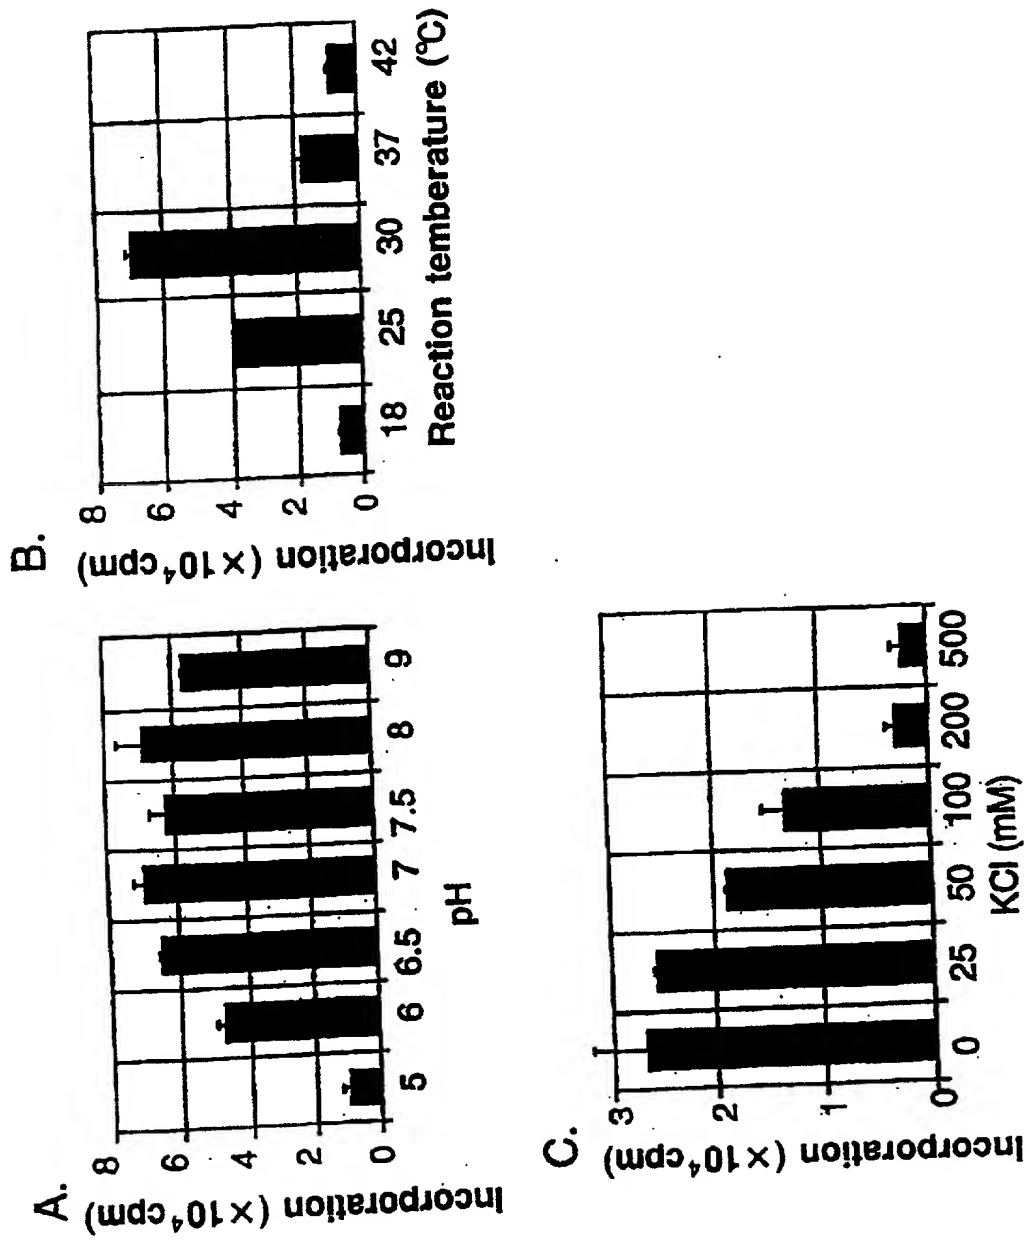 A.
Incorporation (×10⁴cpm)
8
6
4
2
0
5 6 6.5 7 7.5 8 9
pH
B.
Incorporation (×10⁴cpm)
8
6
4
2
0
18 25 30 37 42
Reaction temberature (℃)
C.
Incorporation (×10⁴cpm)
3
2
1
0
0 25 50 100 200 500
KCl (mM)